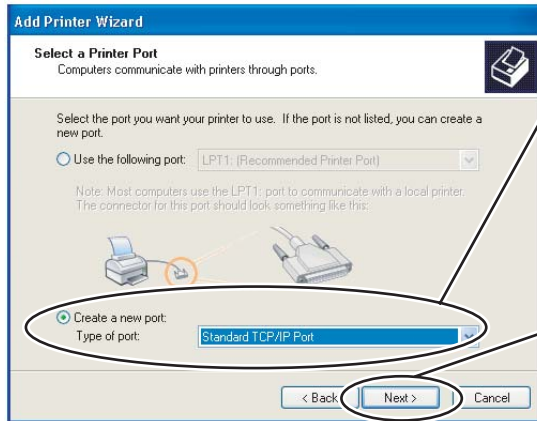 Add Printer Wizard
Select a Printer Port
Computers communicate with printers through ports.
Select the port you want your printer to use. If the port is not listed, you can create a
new port.
Use the following port: LPT1: (Recommended Printer Port)
Note: Most computers use the LPT1: port to communicate with a local printer.
The connector for this port should look something like this:
Create a new port:
Type of port: Standard TCP/IP Port
< Back Next > Cancel